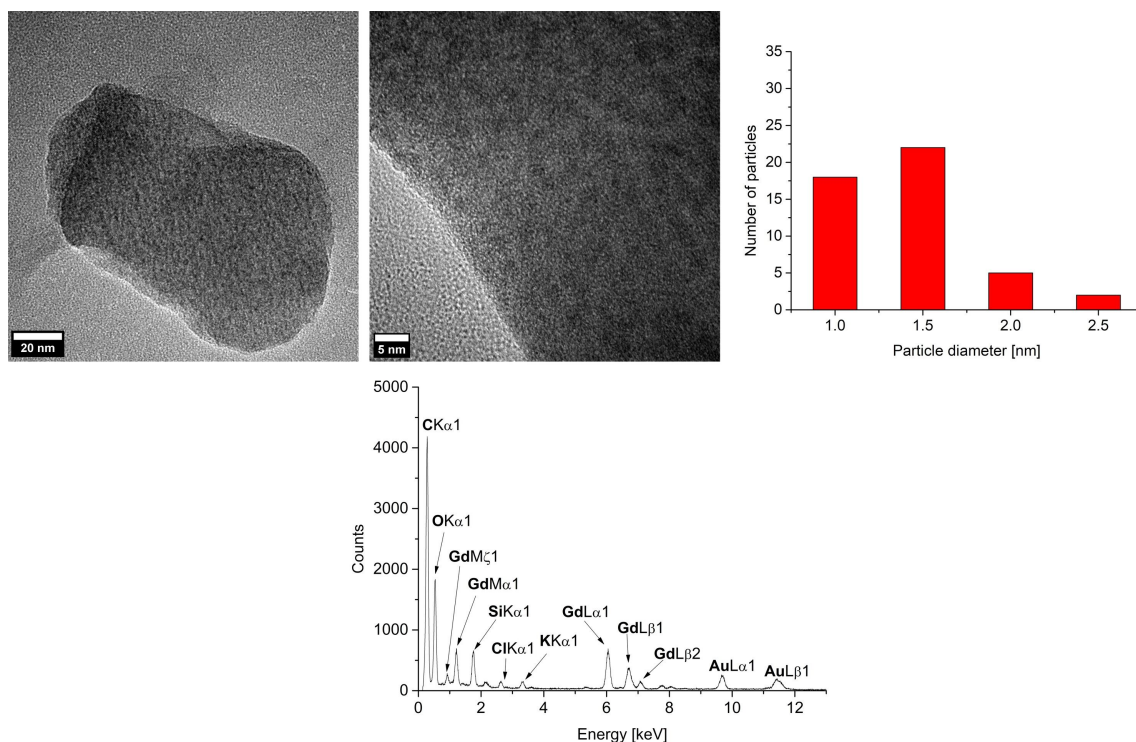 20 nm
5 nm
35
30
25
20
15
10
5
0
Number of particles
1.0 1.5 2.0 2.5
Particle diameter [nm]
5000
4000
3000
2000
1000
0
Counts
CKα1
OKα1
GdMζ1
GdMα1
SiKα1
ClKα1
KKα1
GdLα1
GdLβ1
GdLβ2
AuLα1
AuLβ1
0 2 4 6 8 10 12
Energy [keV]